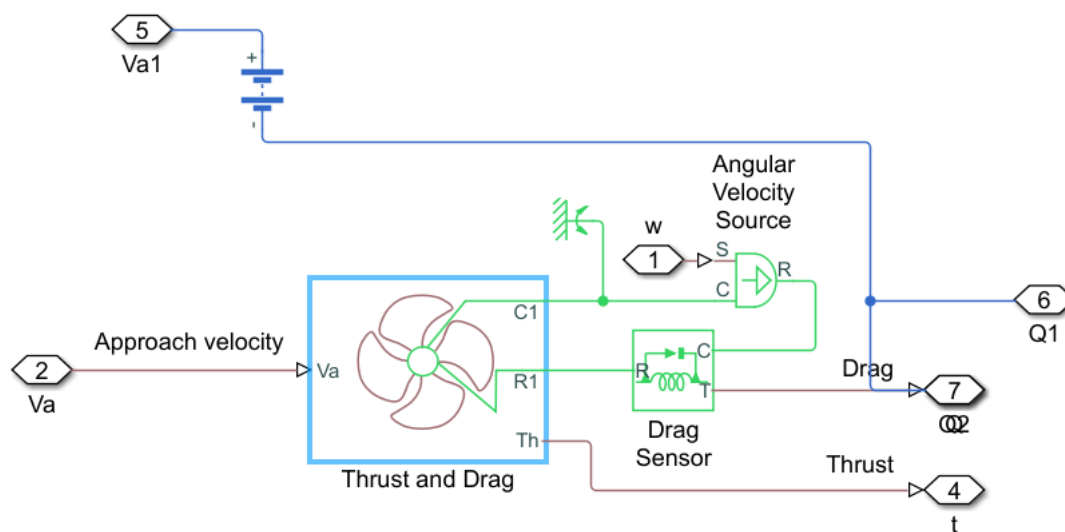 5
Va1
+
-
Angular
Velocity
Source
w
1
S
C
R
6
Q1
C1
Approach velocity
2
Va
Va
R1
R
C
T
Drag
7
Drag
Sensor
Th
Thrust and Drag
Thrust
4
t